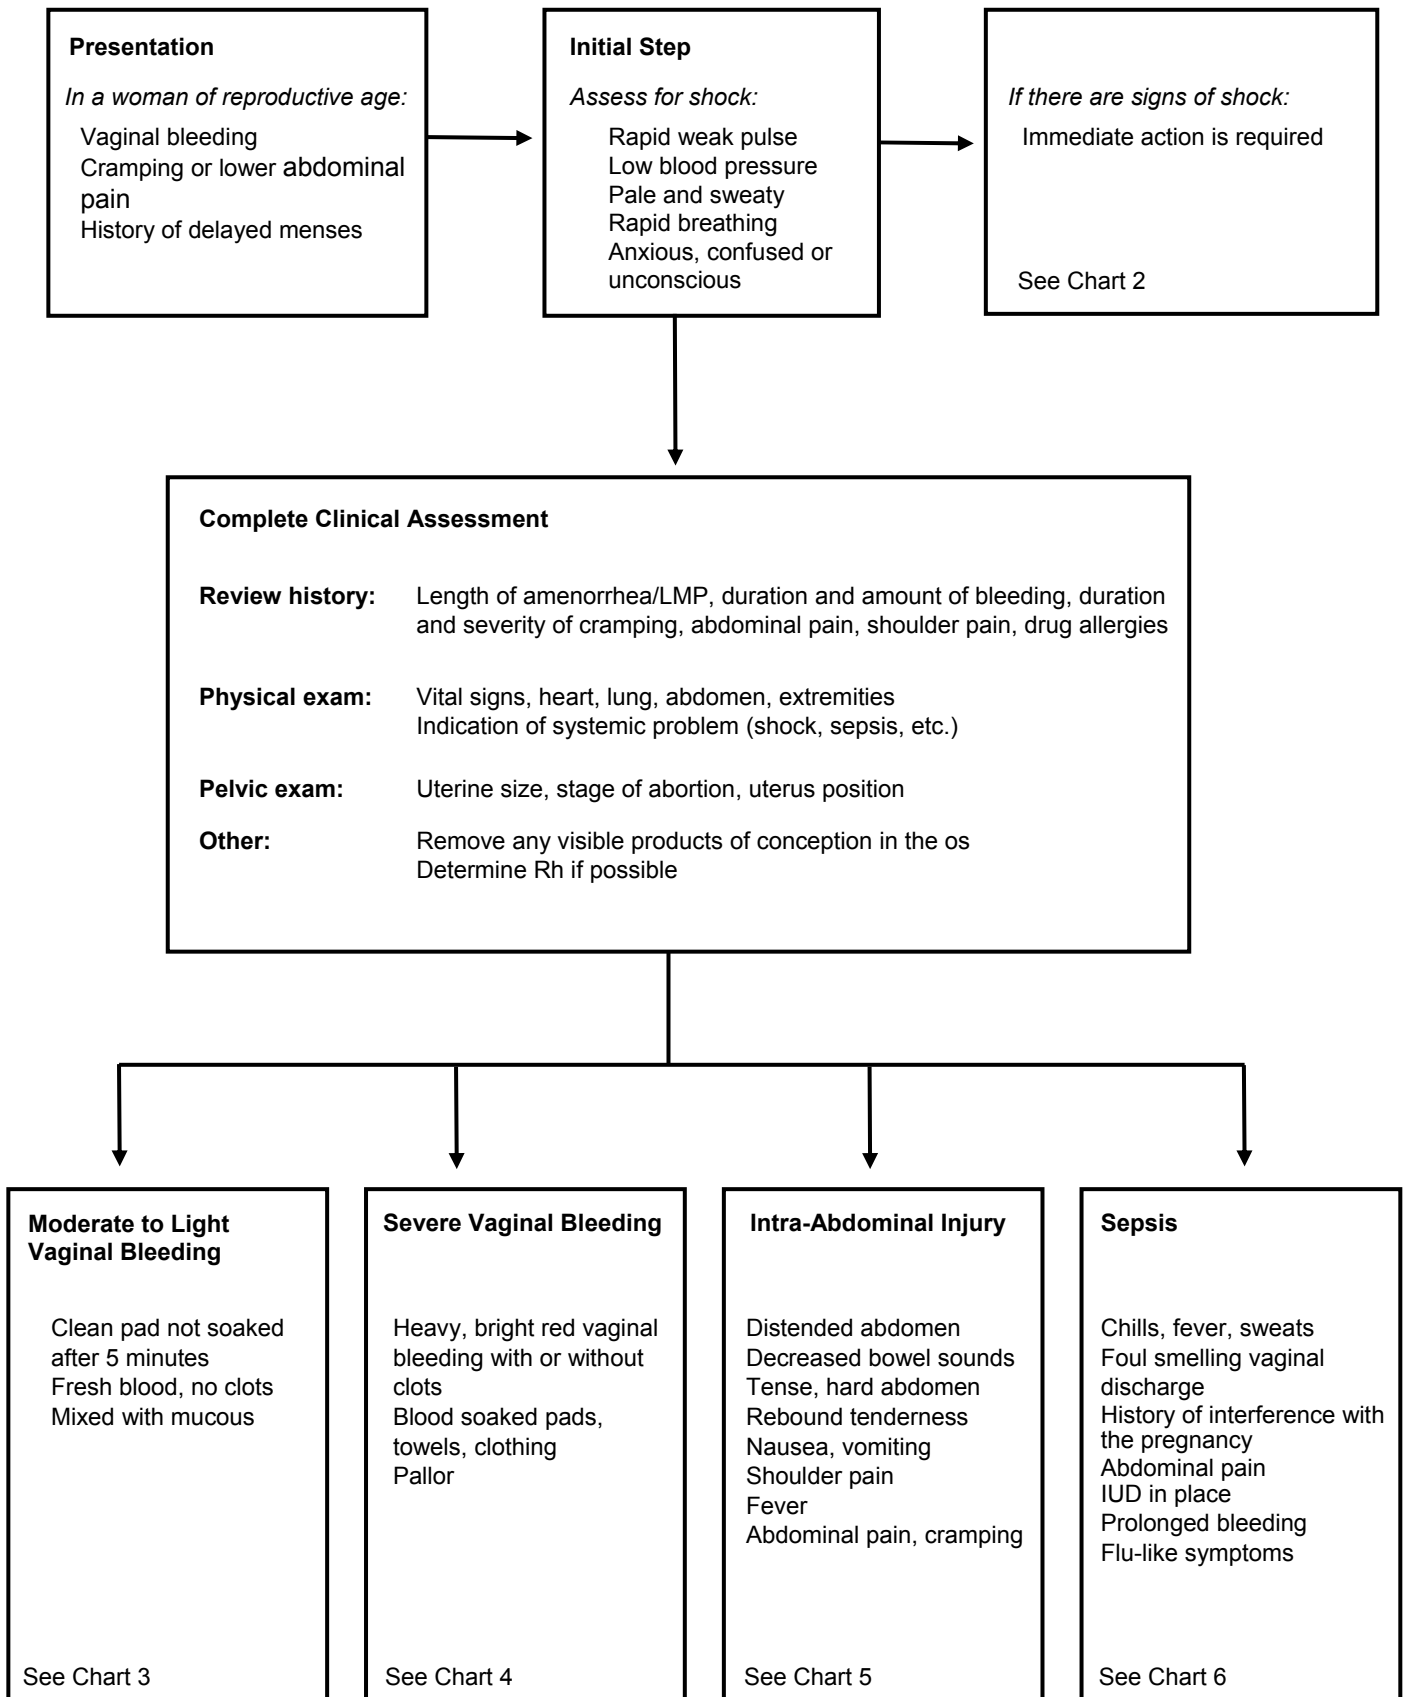 Presentation
In a woman of reproductive age:
Vaginal bleeding
Cramping or lower abdominal
pain
History of delayed menses
Initial Step
Assess for shock:
Rapid weak pulse
Low blood pressure
Pale and sweaty
Rapid breathing
Anxious, confused or
unconscious
If there are signs of shock:
Immediate action is required
See Chart 2
Complete Clinical Assessment
Review history: Length of amenorrhea/LMP, duration and amount of bleeding, duration
and severity of cramping, abdominal pain, shoulder pain, drug allergies
Physical exam: Vital signs, heart, lung, abdomen, extremities
Indication of systemic problem (shock, sepsis, etc.)
Pelvic exam: Uterine size, stage of abortion, uterus position
Other: Remove any visible products of conception in the os
Determine Rh if possible
Moderate to Light
Vaginal Bleeding
Clean pad not soaked
after 5 minutes
Fresh blood, no clots
Mixed with mucous
See Chart 3
Severe Vaginal Bleeding
Heavy, bright red vaginal
bleeding with or without
clots
Blood soaked pads,
towels, clothing
Pallor
See Chart 4
Intra-Abdominal Injury
Distended abdomen
Decreased bowel sounds
Tense, hard abdomen
Rebound tenderness
Nausea, vomiting
Shoulder pain
Fever
Abdominal pain, cramping
See Chart 5
Sepsis
Chills, fever, sweats
Foul smelling vaginal
discharge
History of interference with
the pregnancy
Abdominal pain
IUD in place
Prolonged bleeding
Flu-like symptoms
See Chart 6